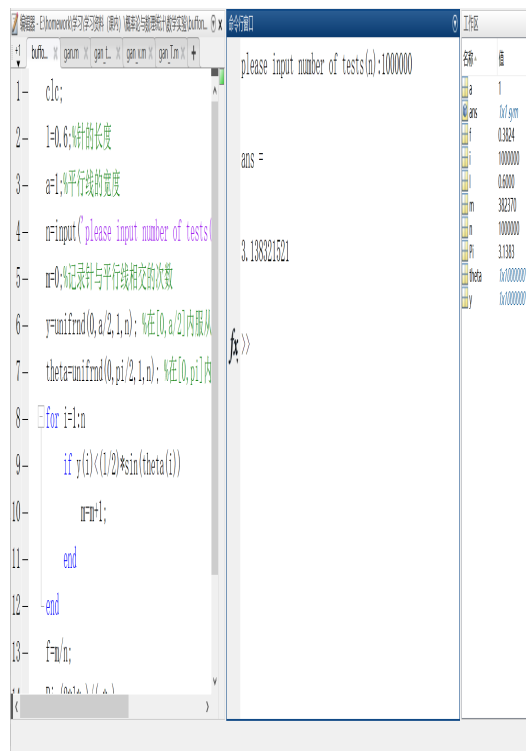 编辑器 - E:\homework\学习\学习资料 (课内) \概率论与数理统计\数学实验\buffon...
+1 buffo... × gan.m × gan_t... × gan_x.m × gan_T.m × +
1 clc;
2 l=0.6;%针的长度
3 a=1;%平行线的宽度
4 n=input('please input number of tests(
5 m=0;%记录针与平行线相交的次数
6 y=unifrnd(0,a/2,1,n); %在[0,a/2]内服从
7 theta=unifrnd(0,pi/2,1,n); %在[0,pi]内
8 for i=1:n
9 if y(i)<(l/2)*sin(theta(i))
10 m=m+1;
11 end
12 end
13 f=m/n;
命令行窗口
please input number of tests(n):1000000
ans =
3.138321521
fx >>
工作区
名称 值
a 1
ans 1x1 sym
f 0.3824
i 1000000
l 0.6000
m 382370
n 1000000
Pi 3.1383
theta 1x1000000
y 1x1000000